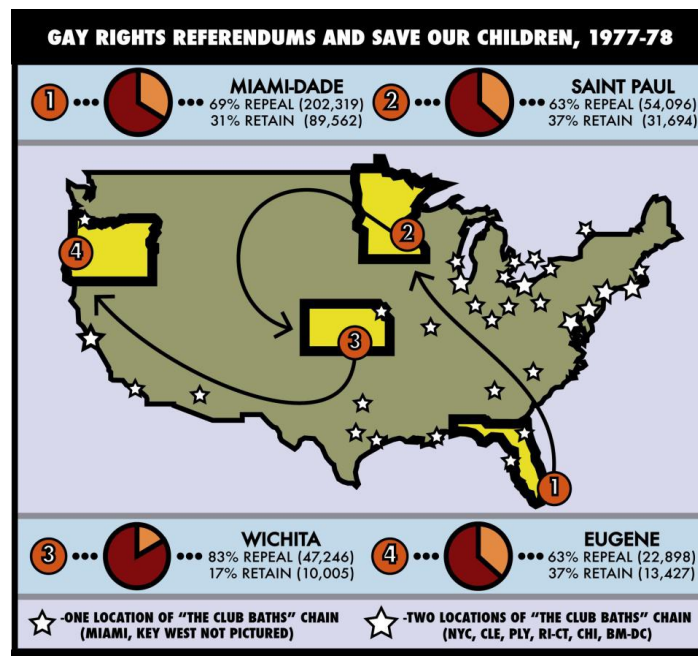 GAY RIGHTS REFERENDUMS AND SAVE OUR CHILDREN, 1977-78
1
MIAMI-DADE
69% REPEAL (202,319)
31% RETAIN (89,562)
2
SAINT PAUL
63% REPEAL (54,096)
37% RETAIN (31,694)
4
2
3
1
3
WICHITA
83% REPEAL (47,246)
17% RETAIN (10,005)
4
EUGENE
63% REPEAL (22,898)
37% RETAIN (13,427)
-ONE LOCATION OF "THE CLUB BATHS" CHAIN
(MIAMI, KEY WEST NOT PICTURED)
-TWO LOCATIONS OF "THE CLUB BATHS" CHAIN
(NYC, CLE, PLY, RI-CT, CHI, BM-DC)